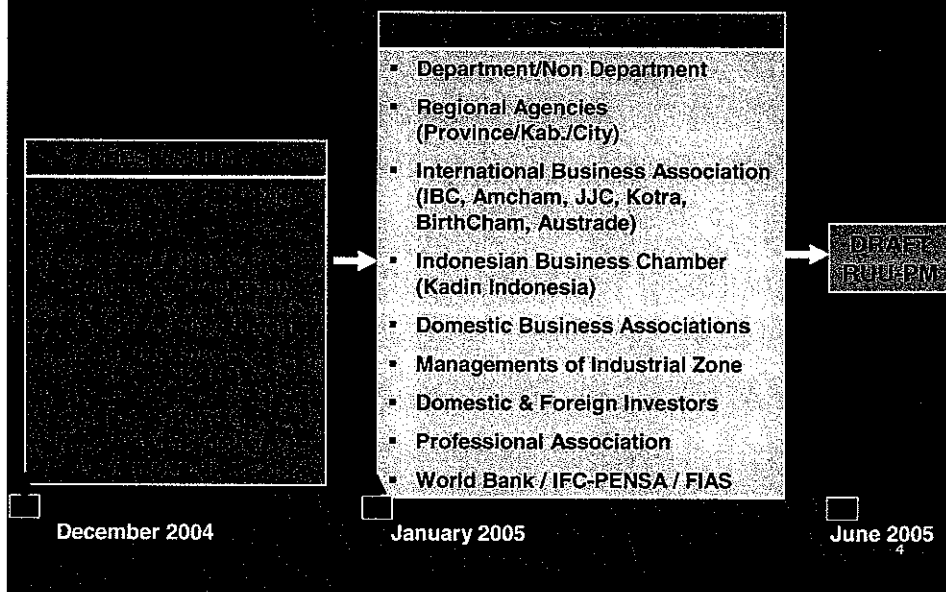 ▪ Department/Non Department
▪ Regional Agencies
(Province/Kab./City)
▪ International Business Association
(IBC, Amcham, JJC, Kotra,
BirthCham, Austrade)
▪ Indonesian Business Chamber
(Kadin Indonesia)
▪ Domestic Business Associations
▪ Managements of Industrial Zone
▪ Domestic & Foreign Investors
▪ Professional Association
▪ World Bank / IFC-PENSA / FIAS
DRAFT
RUU-PM
December 2004
January 2005
June 2005
4